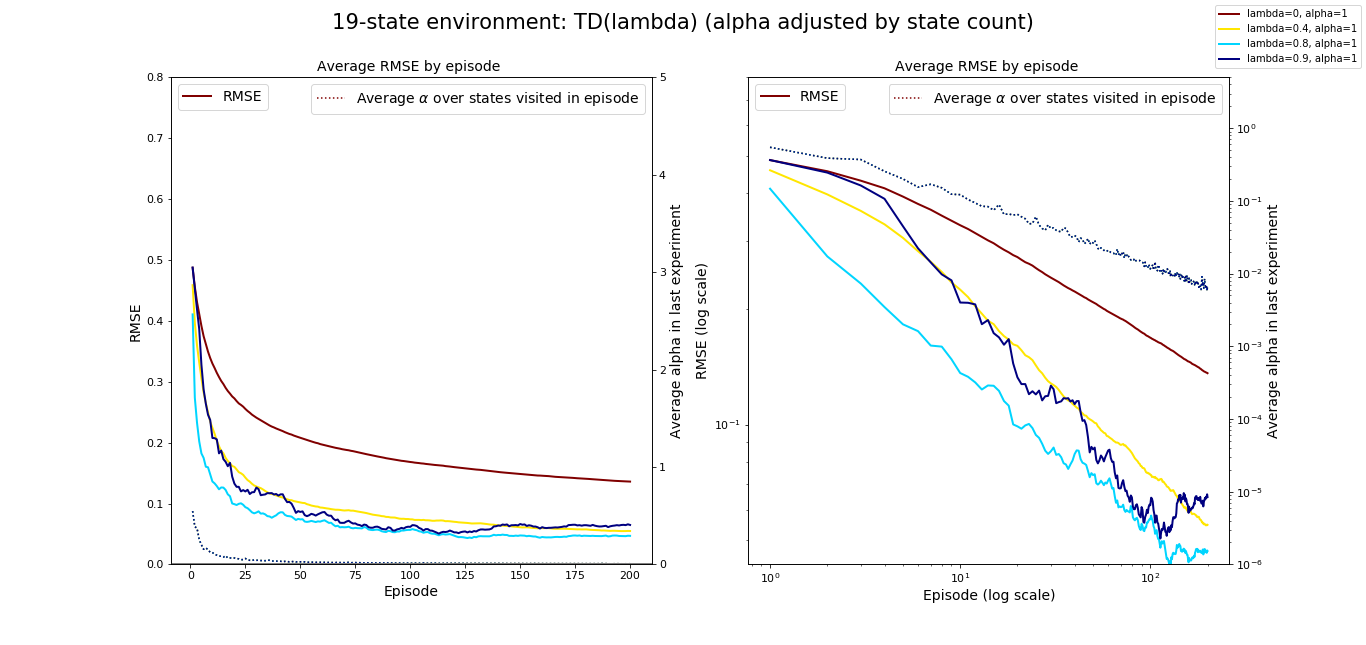 19-state environment: TD(lambda) (alpha adjusted by state count)
lambda=0, alpha=1
lambda=0.4, alpha=1
lambda=0.8, alpha=1
lambda=0.9, alpha=1
Average RMSE by episode
RMSE
Average α over states visited in episode
0.8
0.7
0.6
0.5
0.4
0.3
0.2
0.1
0.0
RMSE
0 25 50 75 100 125 150 175 200
Episode
5
4
3
2
1
0
Average alpha in last experiment
Average RMSE by episode
RMSE
Average α over states visited in episode
RMSE (log scale)
10⁻¹
10⁰ 10¹ 10²
Episode (log scale)
10⁰
10⁻¹
10⁻²
10⁻³
10⁻⁴
10⁻⁵
10⁻⁶
Average alpha in last experiment